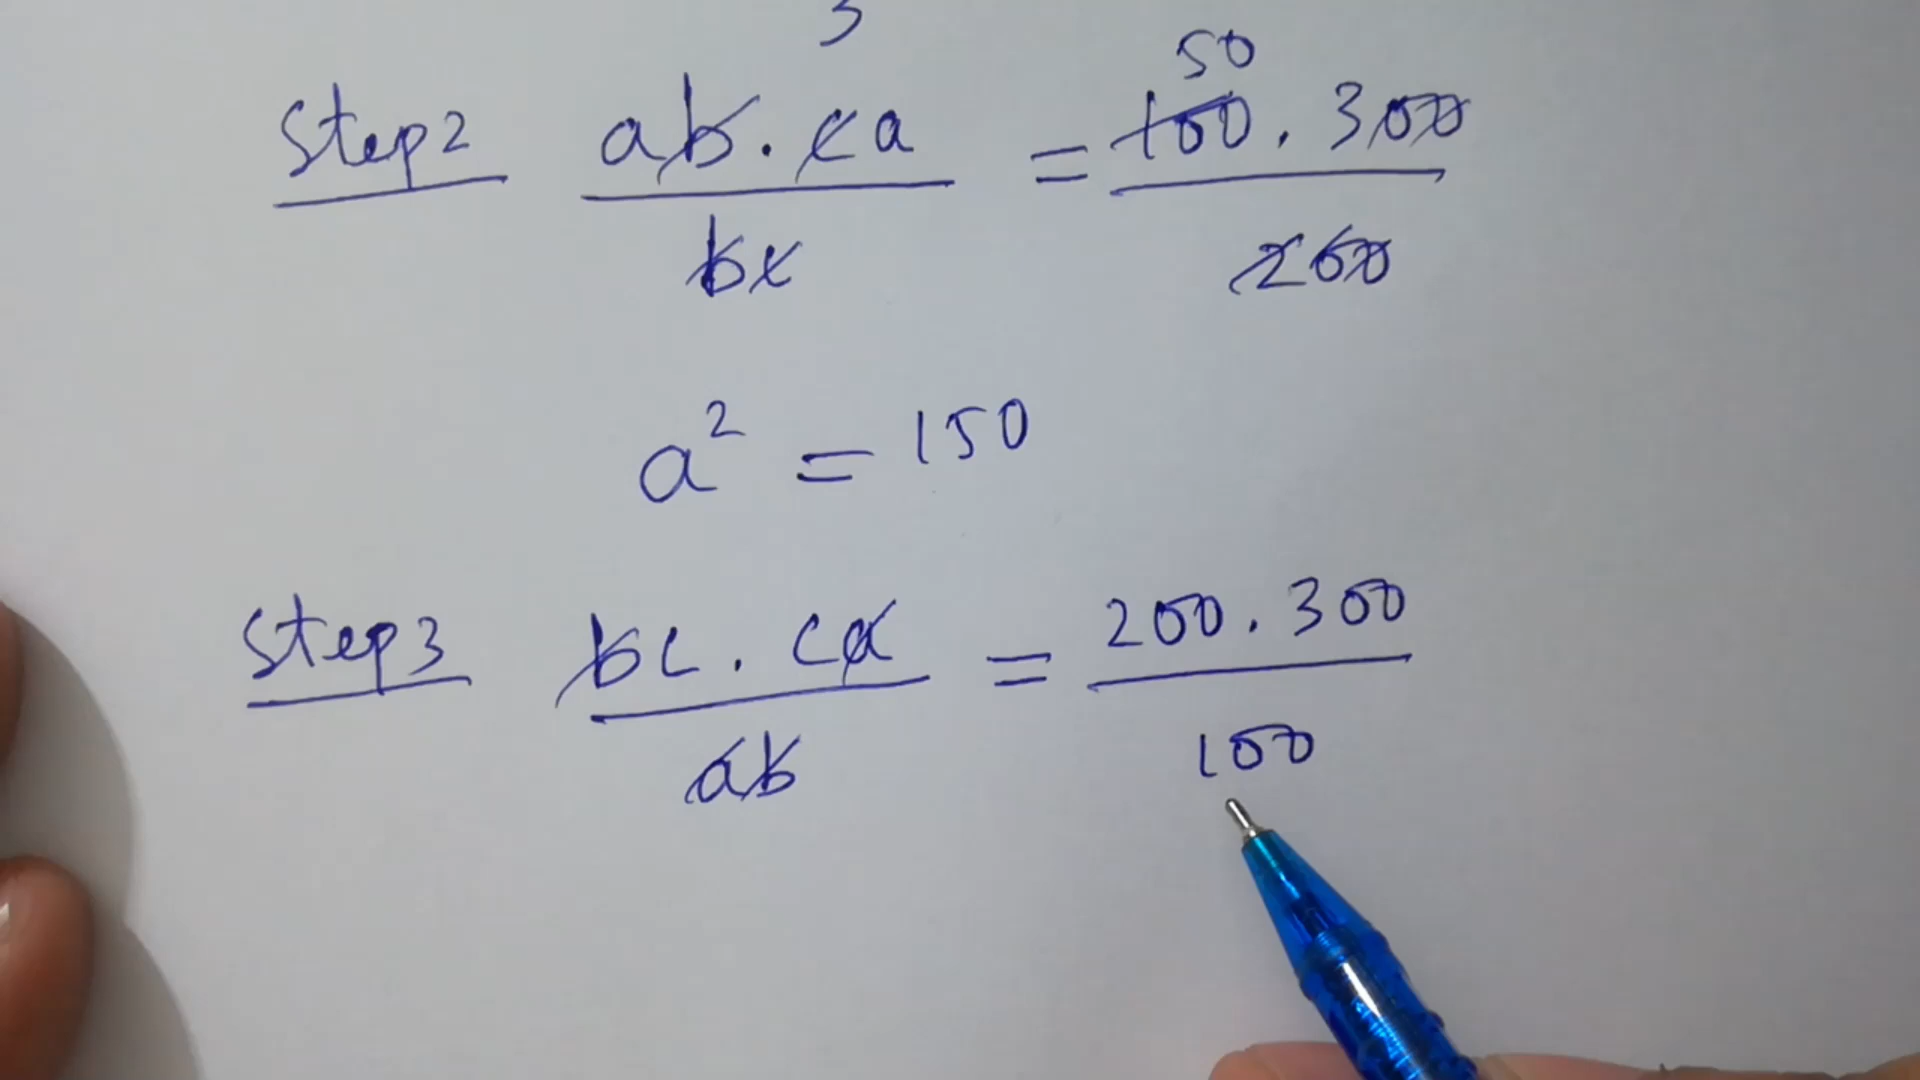 3
50
Step2 ab . ca = 100 . 300
bc 200
a² = 150
Step3 bc . ca = 200 . 300
ab 100